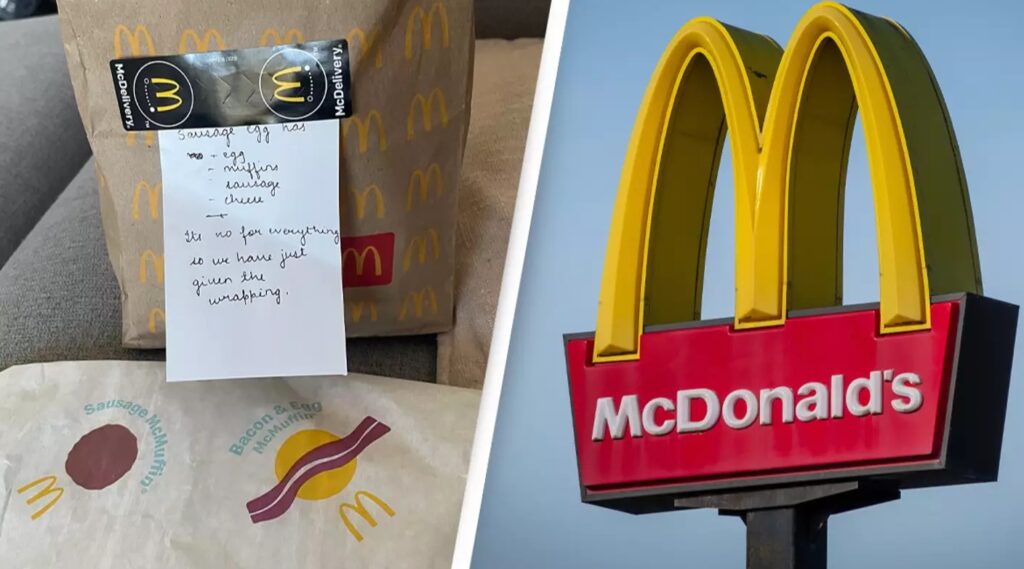 McDelivery.
McDelivery.
Sausage egg has
- egg
- muffins
- sausage
- cheese
Its no for everything
so we have just
given the
wrapping.
Sausage McMuffin®
Bacon & Egg
McMuffin®
McDonald's